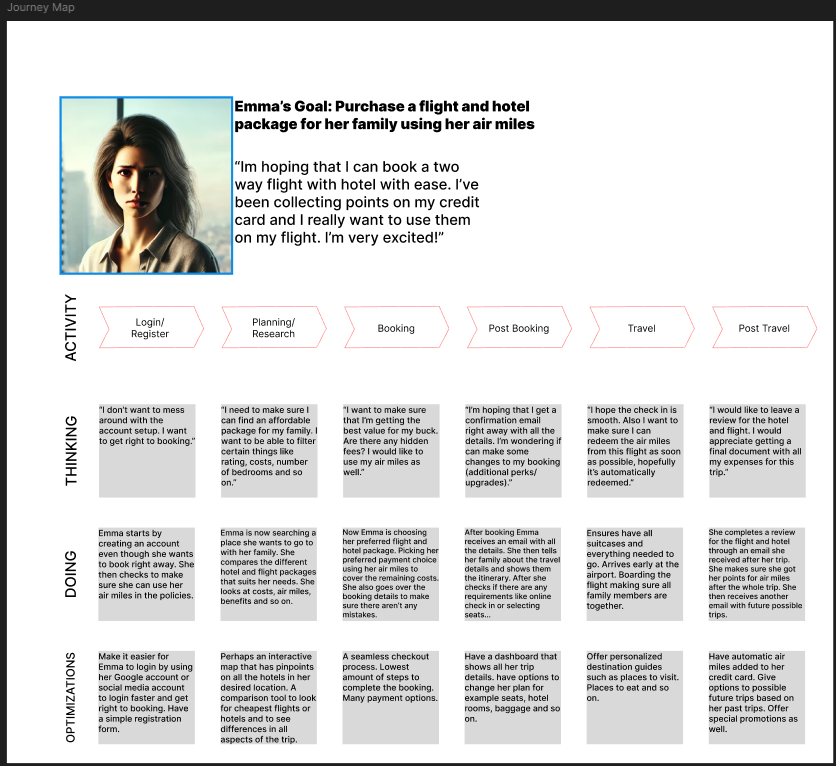 Journey Map
Emma's Goal: Purchase a flight and hotel
package for her family using her air miles
“Im hoping that I can book a two
way flight with hotel with ease. I've
been collecting points on my credit
card and I really want to use them
on my flight. I'm very excited!”
ACTIVITY
Login/
Register
Planning/
Research
Booking
Post Booking
Travel
Post Travel
THINKING
“I don't want to mess
around with the
account setup. I want
to get right to booking.”
“I need to make sure I
can find an affordable
package for my family. I
want to be able to filter
certain things like
rating, costs, number
of bedrooms and so
on.”
“I want to make sure
that I'm getting the
best value for my buck.
Are there any hidden
fees? I would like to
use my air miles as
well.”
“I'm hoping that I get a
confirmation email
right away with all the
details. I'm wondering if
can make some
changes to my booking
(additional perks/
upgrades).”
“I hope the check in is
smooth. Also I want to
make sure I can
redeem the air miles
from this flight as soon
as possible, hopefully
it's automatically
redeemed.”
“I would like to leave a
review for the hotel
and flight. I would
appreciate getting a
final document with all
my expenses for this
trip.”
DOING
Emma starts by
creating an account
even though she wants
to book right away. She
then checks to make
sure she can use her
air miles in the policies.
Emma is now searching a
place she wants to go to
with her family. She
compares the different
hotel and flight packages
that suits her needs. She
looks at costs, air miles,
benefits and so on.
Now Emma is choosing
her preferred flight and
hotel package. Picking her
preferred payment choice
using her air miles to
cover the remaining costs.
She also goes over the
booking details to make
sure there aren't any
mistakes.
After booking Emma
receives an email with all
the details. She then tells
her family about the travel
details and shows them
the itinerary. After she
checks if there are any
requirements like online
check in or selecting
seats...
Ensures have all
suitcases and
everything needed to
go. Arrives early at the
airport. Boarding the
flight making sure all
family members are
together.
She completes a review
for the flight and hotel
through an email she
received after her trip.
She makes sure she got
her points for air miles
after the whole trip. She
then receives another
email with future possible
trips.
OPTIMIZATIONS
Make it easier for
Emma to login by using
her Google account or
social media account
to login faster and get
right to booking. Have
a simple registration
form.
Perhaps an interactive
map that has pinpoints
on all the hotels in her
desired location. A
comparison tool to look
for cheapest flights or
hotels and to see
differences in all
aspects of the trip.
A seamless checkout
process. Lowest
amount of steps to
complete the booking.
Many payment options.
Have a dashboard that
shows all her trip
details. have options to
change her plan for
example seats, hotel
rooms, baggage and so
on.
Offer personalized
destination guides
such as places to visit.
Places to eat and so
on.
Have automatic air
miles added to her
credit card. Give
options to possible
future trips based on
her past trips. Offer
special promotions as
well.